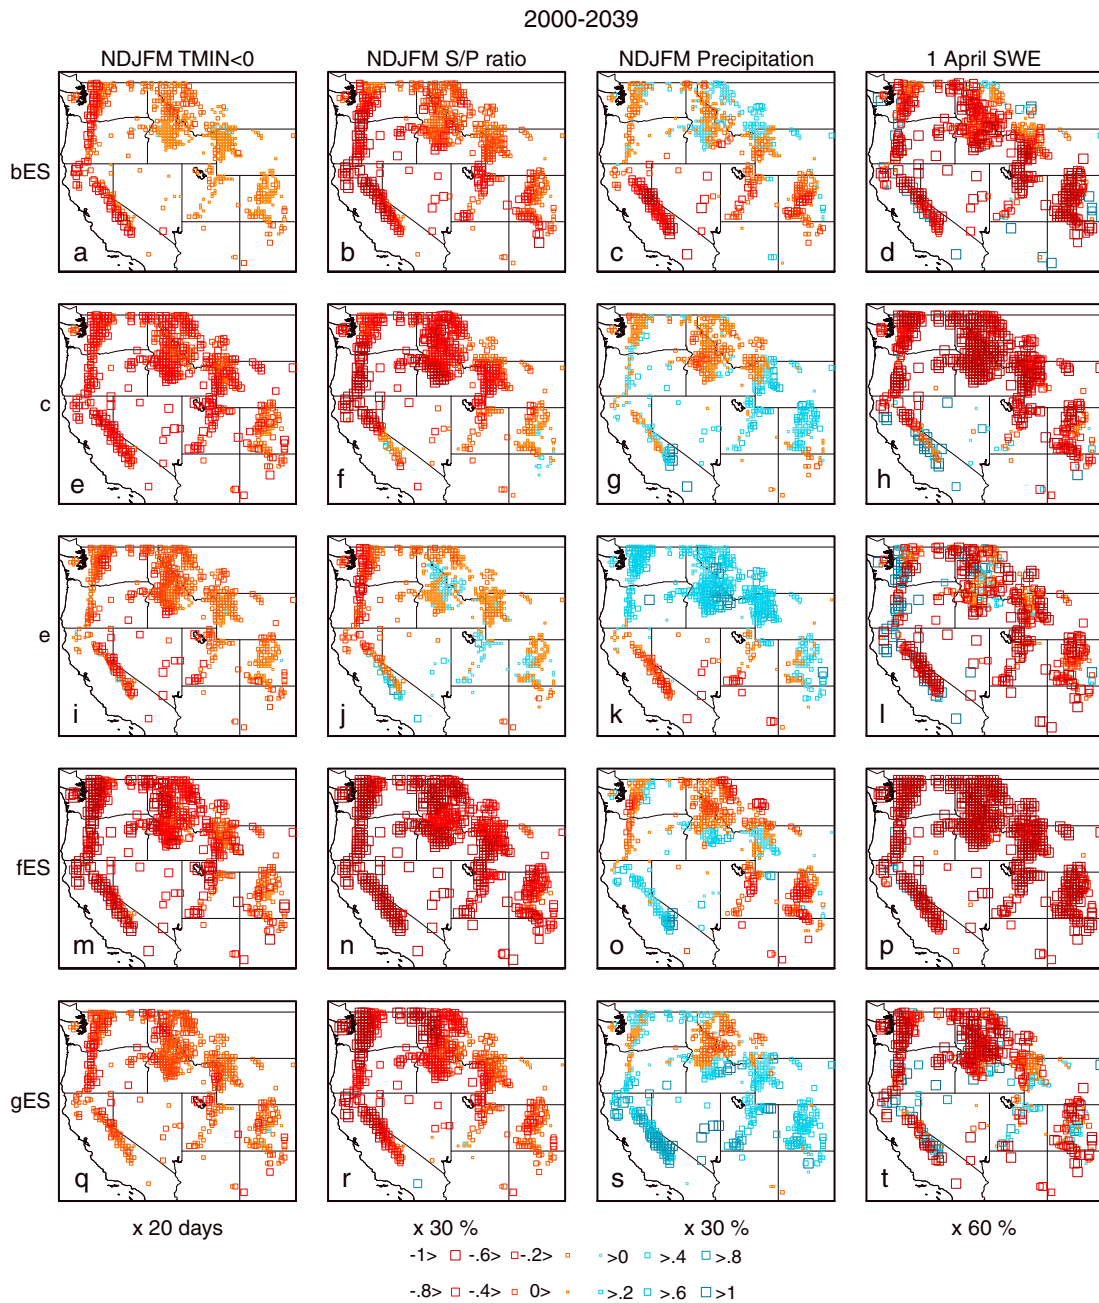 2000-2039
NDJFM TMIN<0 NDJFM S/P ratio NDJFM Precipitation 1 April SWE
bES
a b c d
c
e f g h
e
i j k l
fES
m n o p
gES
q r s t
x 20 days x 30 % x 30 % x 60 %
-1> -.6> -.2> >0 >.4 >.8
-.8> -.4> 0> >.2 >.6 >1